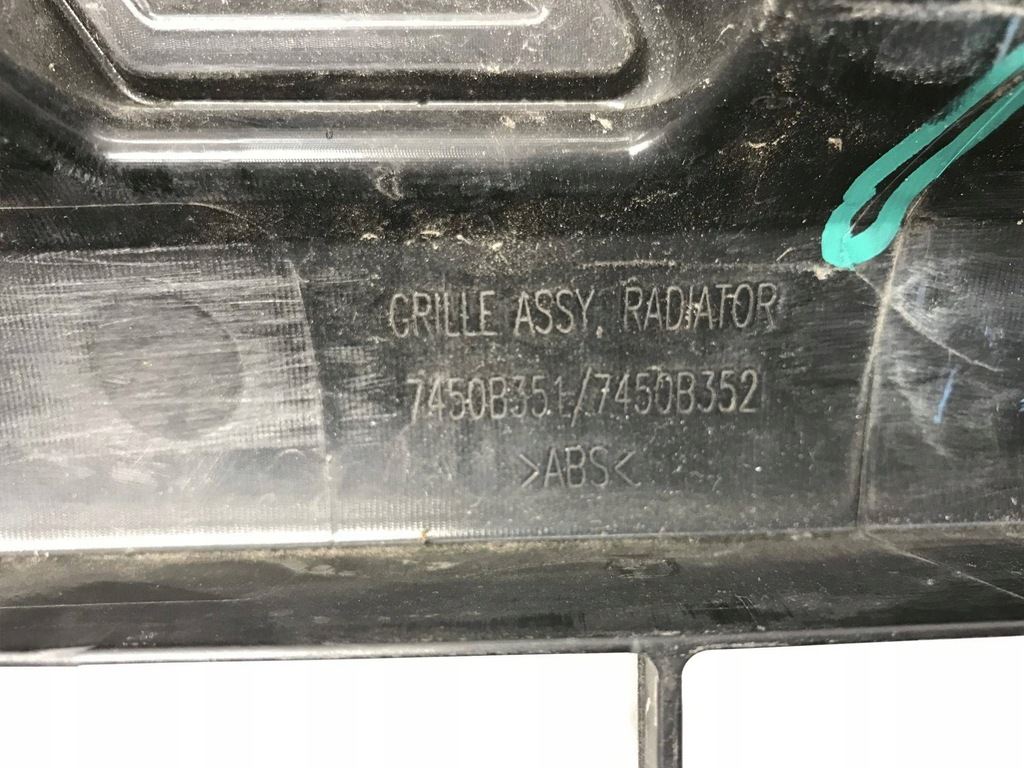 GRILLE ASSY, RADIATOR
7450B351/7450B352
>ABS<